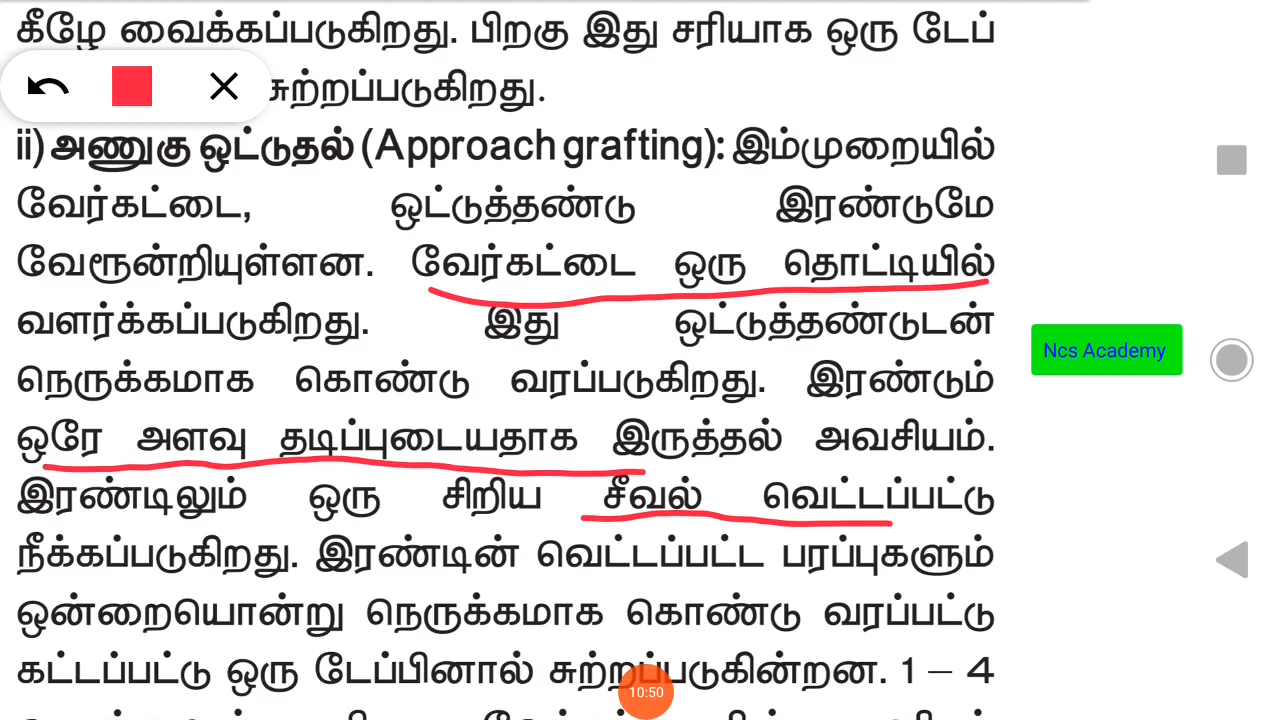 கீழே வைக்கப்படுகிறது. பிறகு இது சரியாக ஒரு டேப்
சுற்றப்படுகிறது.
ii) அணுகு ஒட்டுதல் (Approach grafting): இம்முறையில்
வேர்கட்டை, ஒட்டுத்தண்டு இரண்டுமே
வேரூன்றியுள்ளன. வேர்கட்டை ஒரு தொட்டியில்
வளர்க்கப்படுகிறது. இது ஒட்டுத்தண்டுடன்
நெருக்கமாக கொண்டு வரப்படுகிறது. இரண்டும்
ஒரே அளவு தடிப்புடையதாக இருத்தல் அவசியம்.
இரண்டிலும் ஒரு சிறிய சீவல் வெட்டப்பட்டு
நீக்கப்படுகிறது. இரண்டின் வெட்டப்பட்ட பரப்புகளும்
ஒன்றையொன்று நெருக்கமாக கொண்டு வரப்பட்டு
கட்டப்பட்டு ஒரு டேப்பினால் சுற்றப்படுகின்றன. 1 – 4
Ncs Academy
10:50